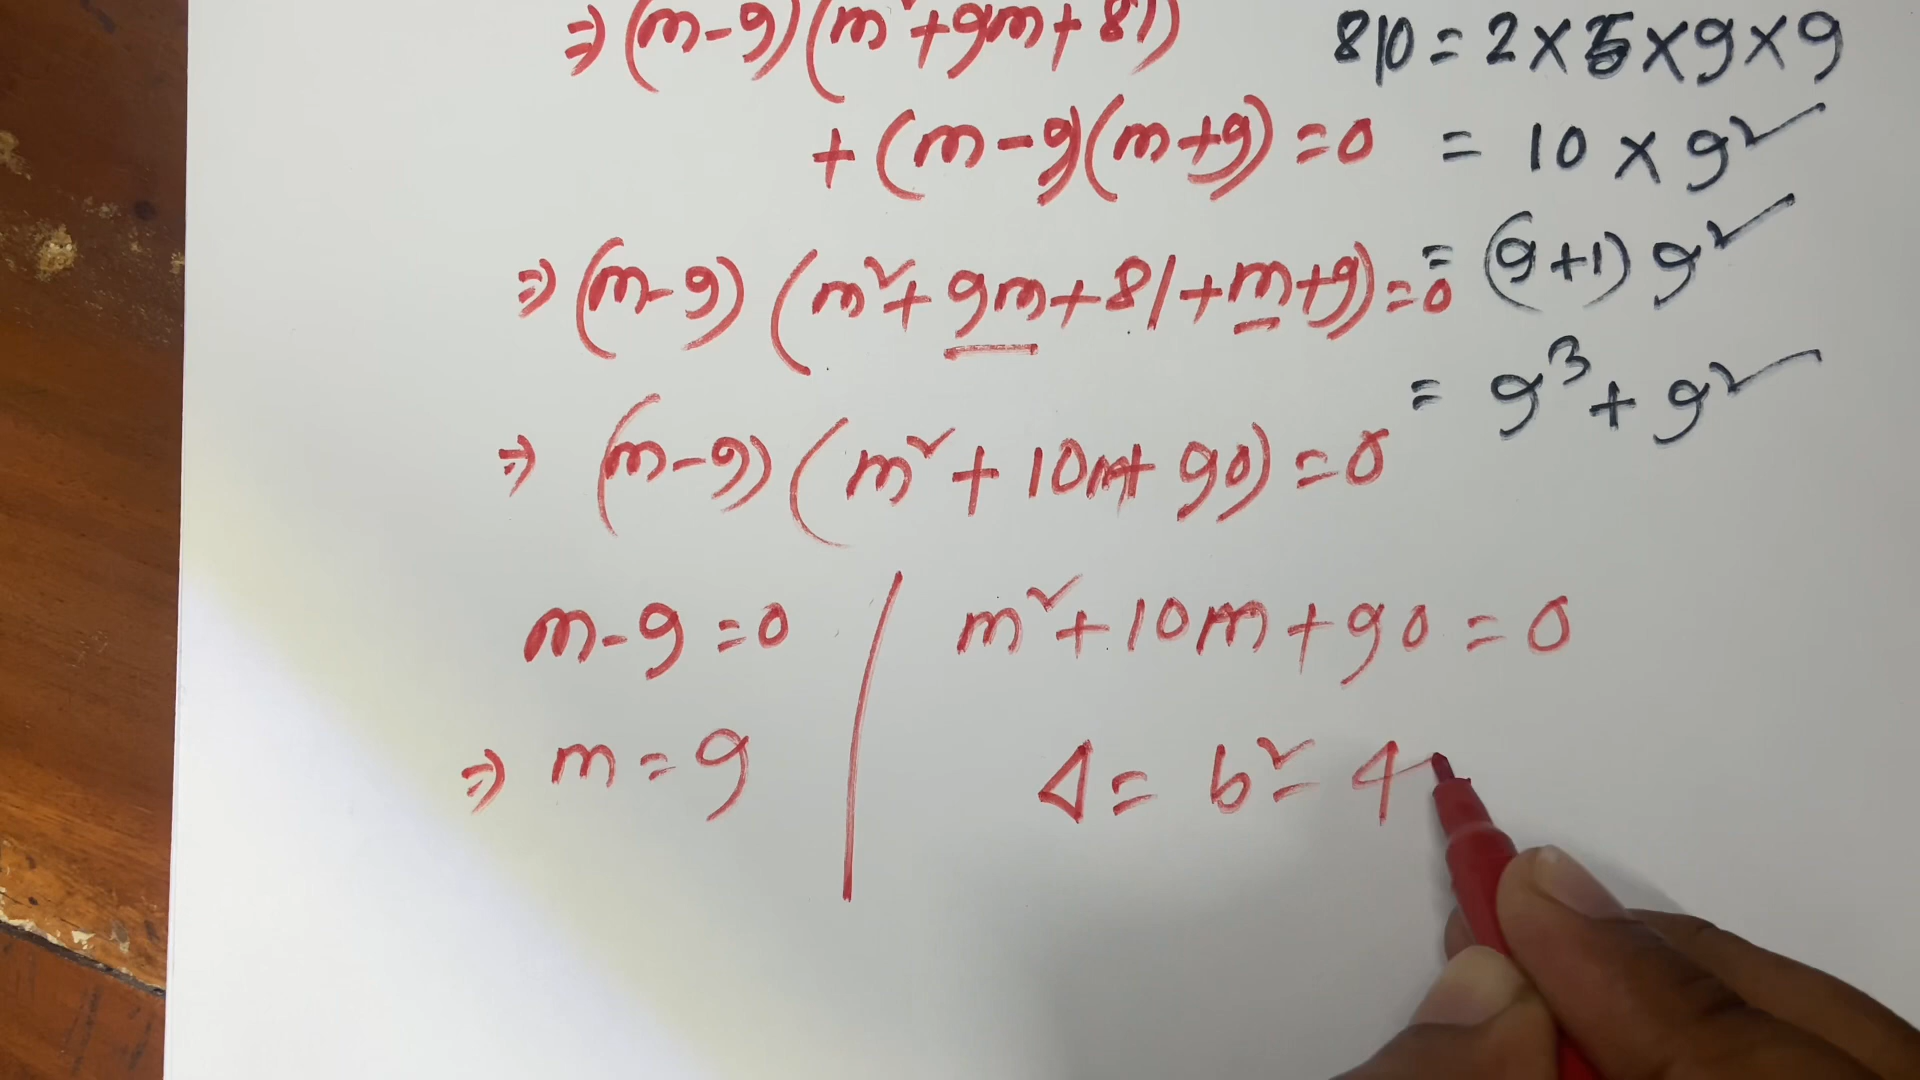 ⇒ (m-9)(m²+9m+81)
+ (m-9)(m+9)=0
⇒ (m-9) (m²+9m+81+m+9)=0
⇒ (m-9) (m²+10m+90)=0
m-9=0
⇒ m=9
m²+10m+90=0
Δ= b²-4
810=2×5×9×9
= 10×9²
= (9+1)9²
= 9³+9²